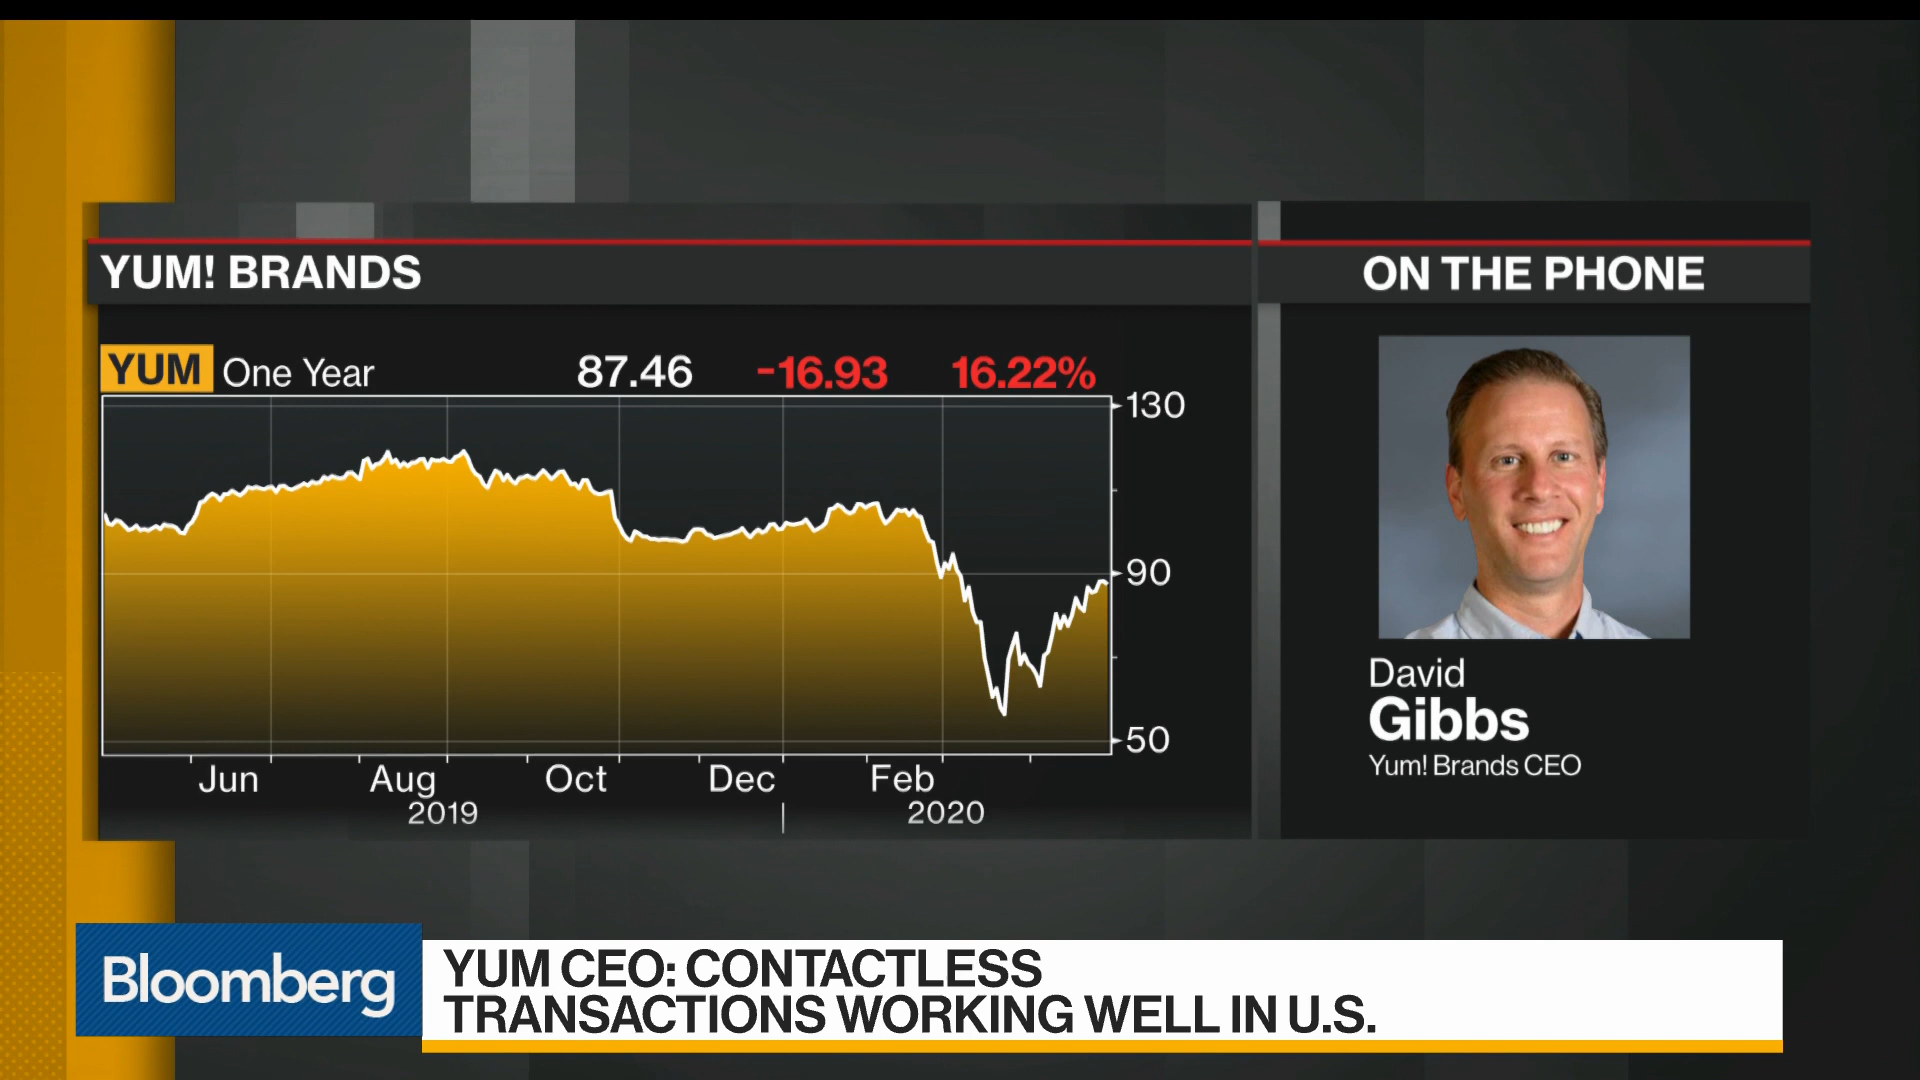 YUM! BRANDS
ON THE PHONE
YUM One Year 87.46 -16.93 16.22%
130
90
50
Jun Aug Oct Dec Feb
2019 2020
David
Gibbs
Yum! Brands CEO
Bloomberg
YUM CEO: CONTACTLESS
TRANSACTIONS WORKING WELL IN U.S.